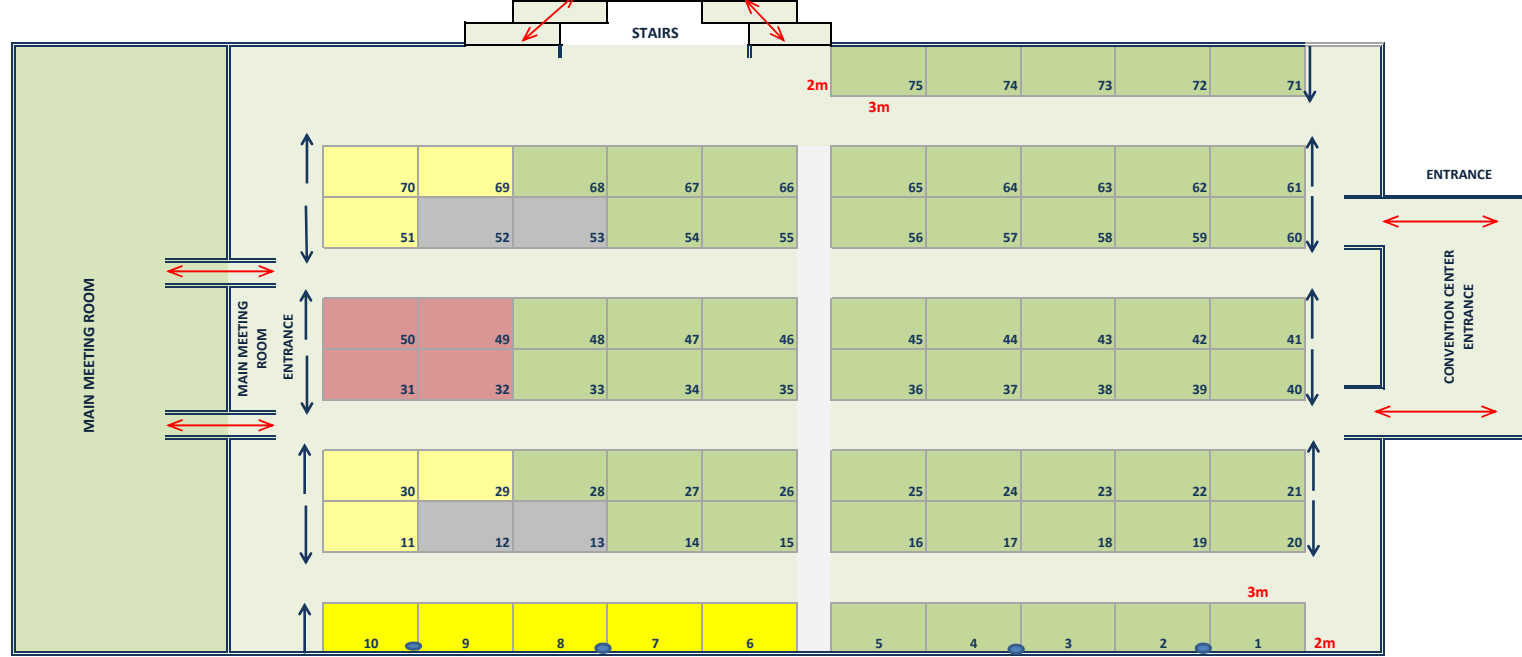 STAIRS
2m
75 74 73 72 71
3m
70 69 68 67 66 65 64 63 62 61
ENTRANCE
51 52 53 54 55 56 57 58 59 60
MAIN MEETING ROOM
MAIN MEETING
ROOM
ENTRANCE
CONVENTION CENTER
ENTRANCE
50 49 48 47 46 45 44 43 42 41
31 32 33 34 35 36 37 38 39 40
30 29 28 27 26 25 24 23 22 21
11 12 13 14 15 16 17 18 19 20
3m
10 9 8 7 6 5 4 3 2 1 2m